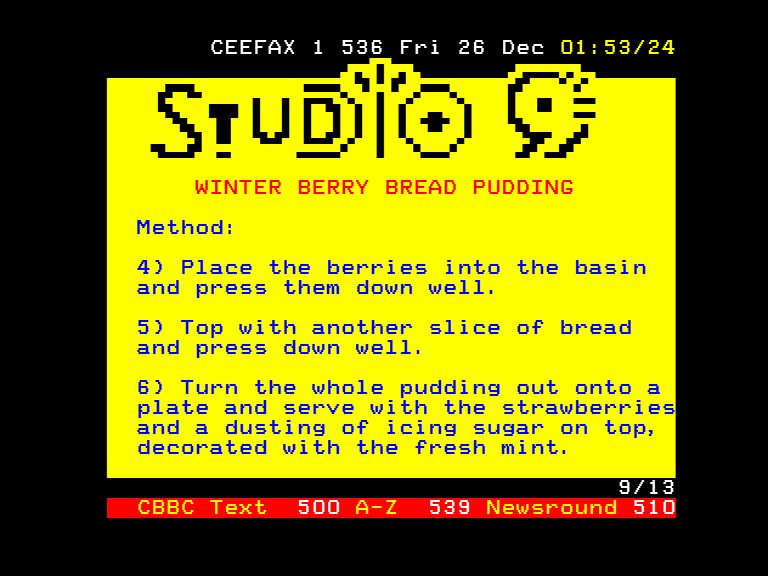 CEEFAX 1 536 Fri 26 Dec 01:53/24
STUDIO 9
WINTER BERRY BREAD PUDDING
Method:
4) Place the berries into the basin
and press them down well.
5) Top with another slice of bread
and press down well.
6) Turn the whole pudding out onto a
plate and serve with the strawberries
and a dusting of icing sugar on top,
decorated with the fresh mint.
9/13
CBBC Text 500 A-Z 539 Newsround 510